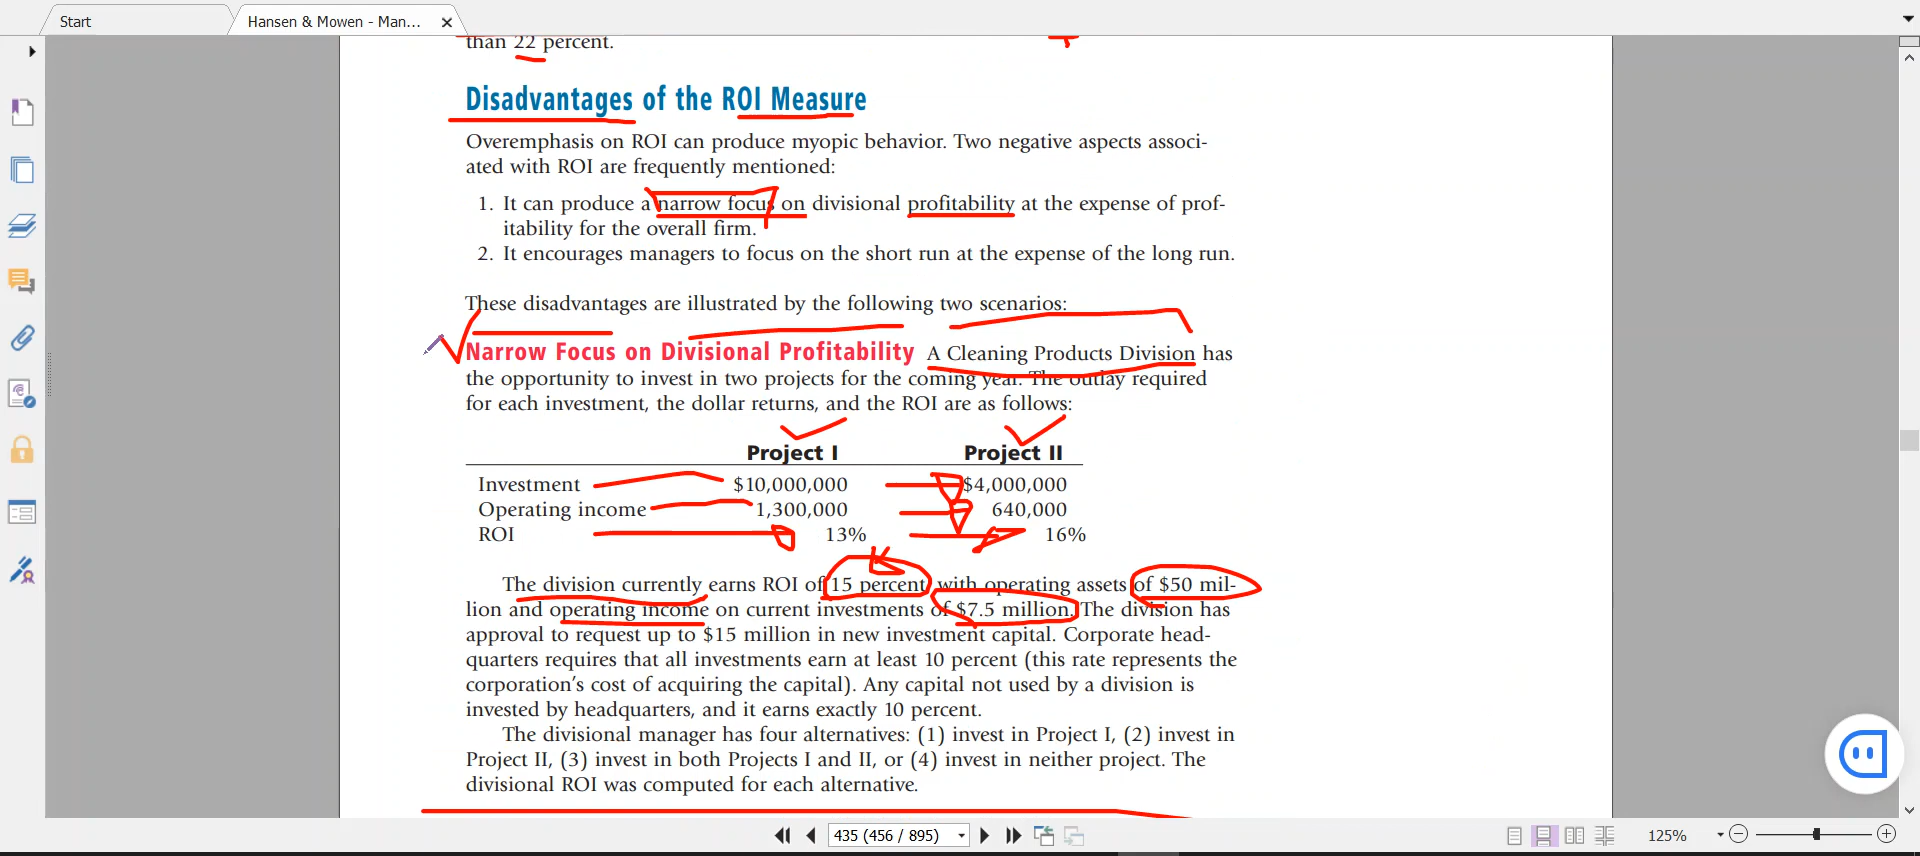 Start
Hansen & Mowen - Man...
than 22 percent.
Disadvantages of the ROI Measure
Overemphasis on ROI can produce myopic behavior. Two negative aspects associ-
ated with ROI are frequently mentioned:
1. It can produce a narrow focus on divisional profitability at the expense of prof-
itability for the overall firm.
2. It encourages managers to focus on the short run at the expense of the long run.
These disadvantages are illustrated by the following two scenarios:
Narrow Focus on Divisional Profitability A Cleaning Products Division has
the opportunity to invest in two projects for the coming year. The outlay required
for each investment, the dollar returns, and the ROI are as follows:
Project I Project II
Investment $10,000,000 $4,000,000
Operating income 1,300,000 640,000
ROI 13% 16%
The division currently earns ROI of 15 percent, with operating assets of $50 mil-
lion and operating income on current investments of $7.5 million. The division has
approval to request up to $15 million in new investment capital. Corporate head-
quarters requires that all investments earn at least 10 percent (this rate represents the
corporation's cost of acquiring the capital). Any capital not used by a division is
invested by headquarters, and it earns exactly 10 percent.
The divisional manager has four alternatives: (1) invest in Project I, (2) invest in
Project II, (3) invest in both Projects I and II, or (4) invest in neither project. The
divisional ROI was computed for each alternative.
435 (456 / 895)
125%